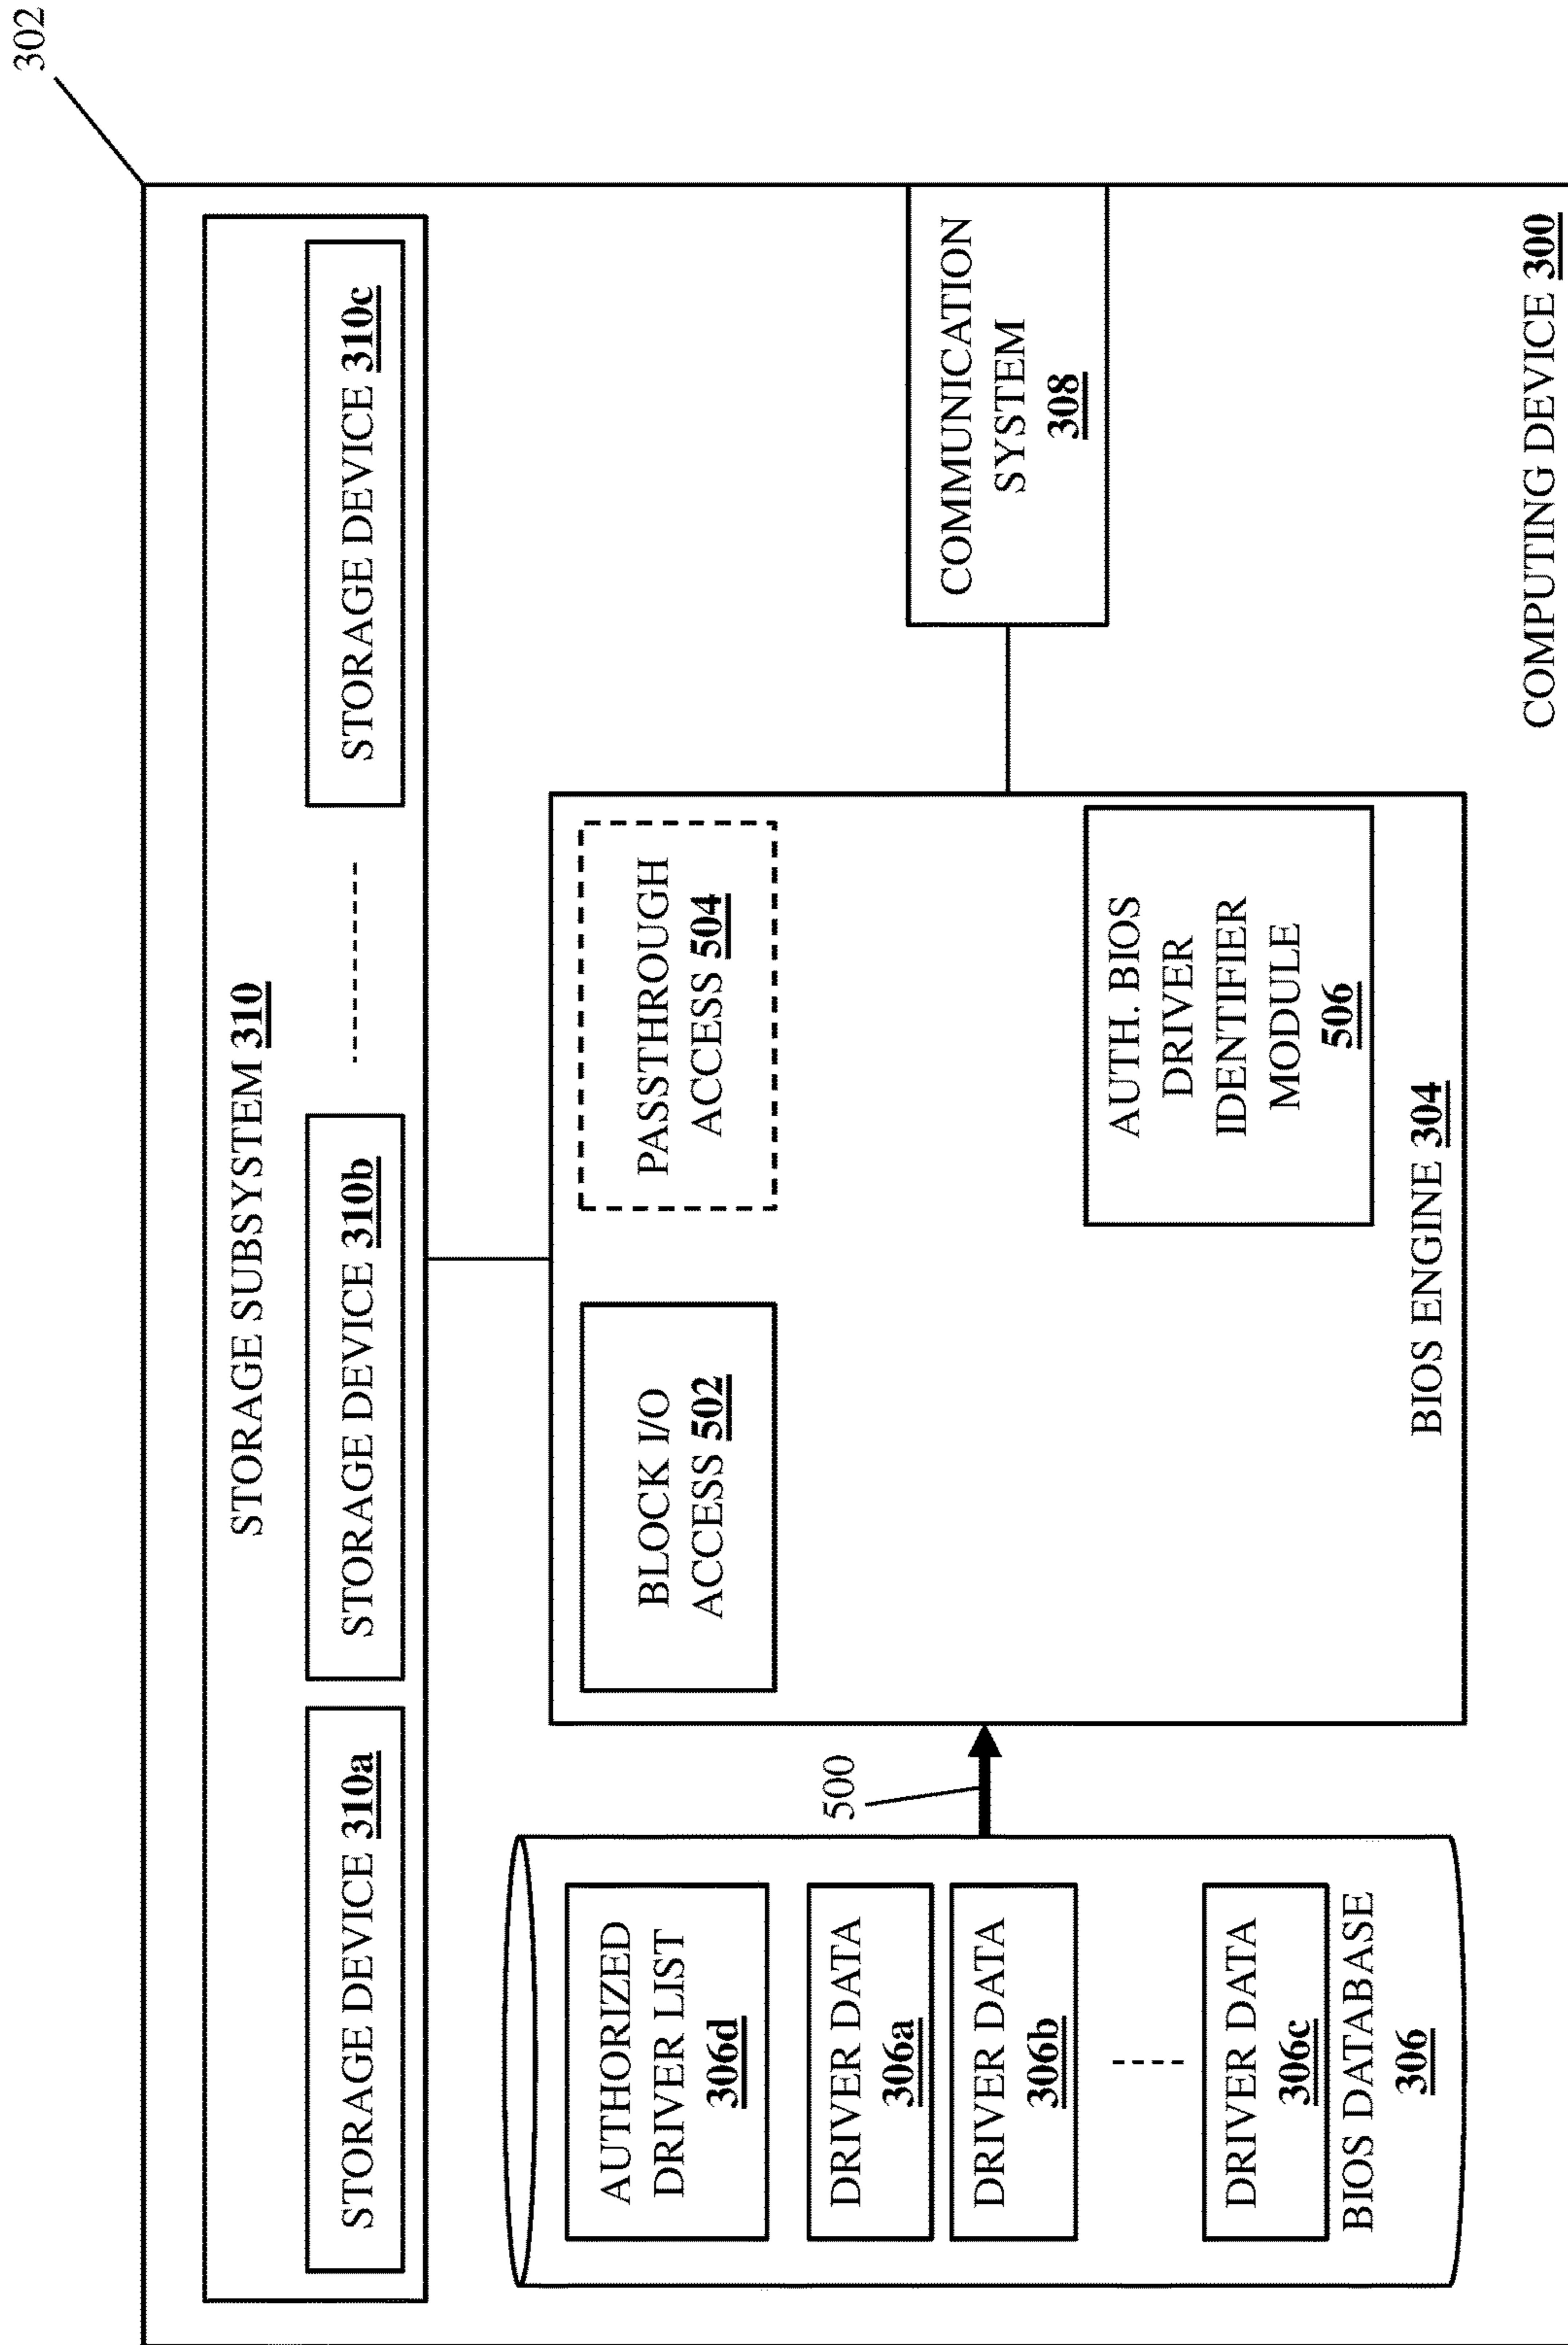 302
STORAGE SUBSYSTEM 310
STORAGE DEVICE 310a
STORAGE DEVICE 310b
STORAGE DEVICE 310c
AUTHORIZED
DRIVER LIST
306d
DRIVER DATA
306a
DRIVER DATA
306b
DRIVER DATA
306c
BIOS DATABASE
306
500
BLOCK I/O
ACCESS 502
PASSTHROUGH
ACCESS 504
AUTH. BIOS
DRIVER
IDENTIFIER
MODULE
506
BIOS ENGINE 304
COMMUNICATION
SYSTEM
308
COMPUTING DEVICE 300